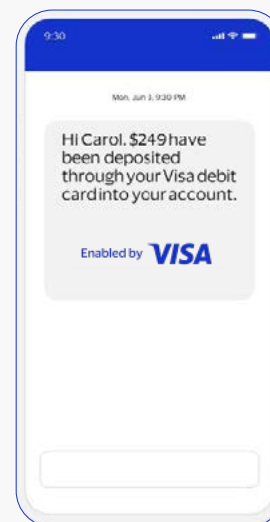 9:30
Mon, Jun 3, 9:30 PM
Hi Carol. $249 have
been deposited
through your Visa debit
card into your account.
Enabled by VISA